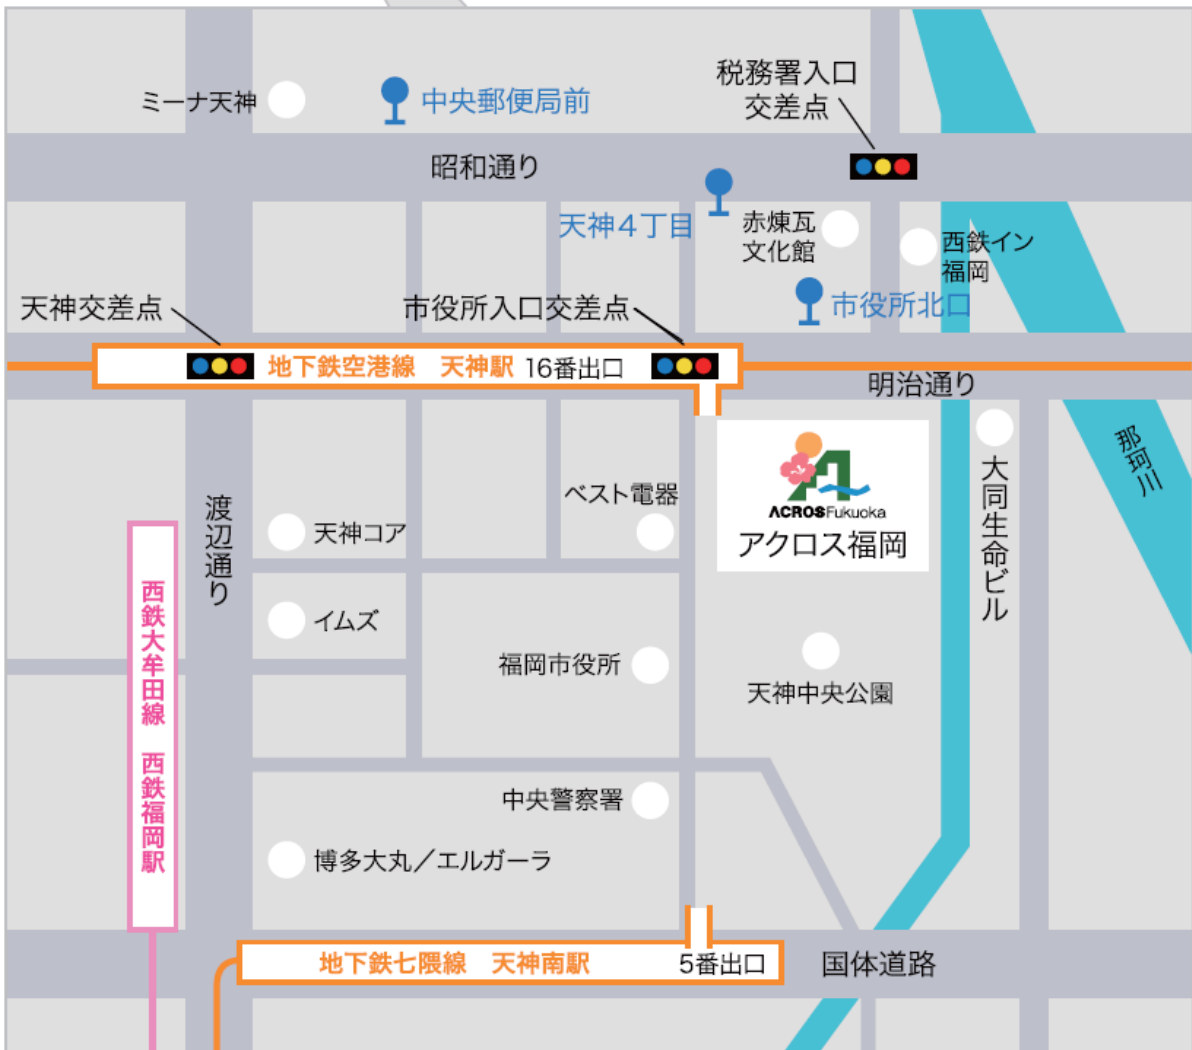 税務署入口
交差点
ミーナ天神
中央郵便局前
昭和通り
天神4丁目
赤煉瓦
文化館
西鉄イン
福岡
市役所北口
天神交差点
市役所入口交差点
地下鉄空港線　天神駅 16番出口
明治通り
那珂川
ACROS Fukuoka
アクロス福岡
大同生命ビル
渡辺通り
ベスト電器
天神コア
イムズ
西鉄大牟田線　西鉄福岡駅
福岡市役所
天神中央公園
中央警察署
博多大丸／エルガーラ
地下鉄七隈線　天神南駅 5番出口
国体道路